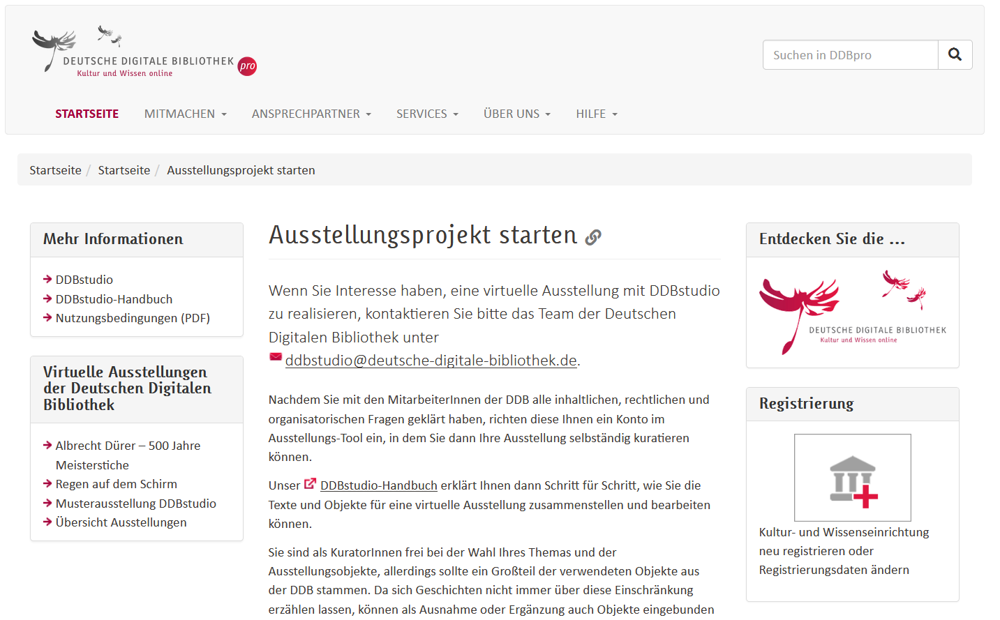 DEUTSCHE DIGITALE BIBLIOTHEK pro
Kultur und Wissen online
Suchen in DDBpro
STARTSEITE MITMACHEN ANSPRECHPARTNER SERVICES ÜBER UNS HILFE
Startseite / Startseite / Ausstellungsprojekt starten
Mehr Informationen
DDBstudio
DDBstudio-Handbuch
Nutzungsbedingungen (PDF)
Virtuelle Ausstellungen
der Deutschen Digitalen
Bibliothek
Albrecht Dürer – 500 Jahre
Meisterstiche
Regen auf dem Schirm
Musterausstellung DDBstudio
Übersicht Ausstellungen
Ausstellungsprojekt starten
Wenn Sie Interesse haben, eine virtuelle Ausstellung mit DDBstudio
zu realisieren, kontaktieren Sie bitte das Team der Deutschen
Digitalen Bibliothek unter
ddbstudio@deutsche-digitale-bibliothek.de.
Nachdem Sie mit den MitarbeiterInnen der DDB alle inhaltlichen, rechtlichen und
organisatorischen Fragen geklärt haben, richten diese Ihnen ein Konto im
Ausstellungs-Tool ein, in dem Sie dann Ihre Ausstellung selbständig kuratieren
können.
Unser DDBstudio-Handbuch erklärt Ihnen dann Schritt für Schritt, wie Sie die
Texte und Objekte für eine virtuelle Ausstellung zusammenstellen und bearbeiten
können.
Sie sind als KuratorInnen frei bei der Wahl Ihres Themas und der
Ausstellungsobjekte, allerdings sollte ein Großteil der verwendeten Objekte aus
der DDB stammen. Da sich Geschichten nicht immer über diese Einschränkung
erzählen lassen, können als Ausnahme oder Ergänzung auch Objekte eingebunden
Entdecken Sie die ...
DEUTSCHE DIGITALE BIBLIOTHEK
Kultur und Wissen online
Registrierung
Kultur- und Wissenseinrichtung
neu registrieren oder
Registrierungsdaten ändern